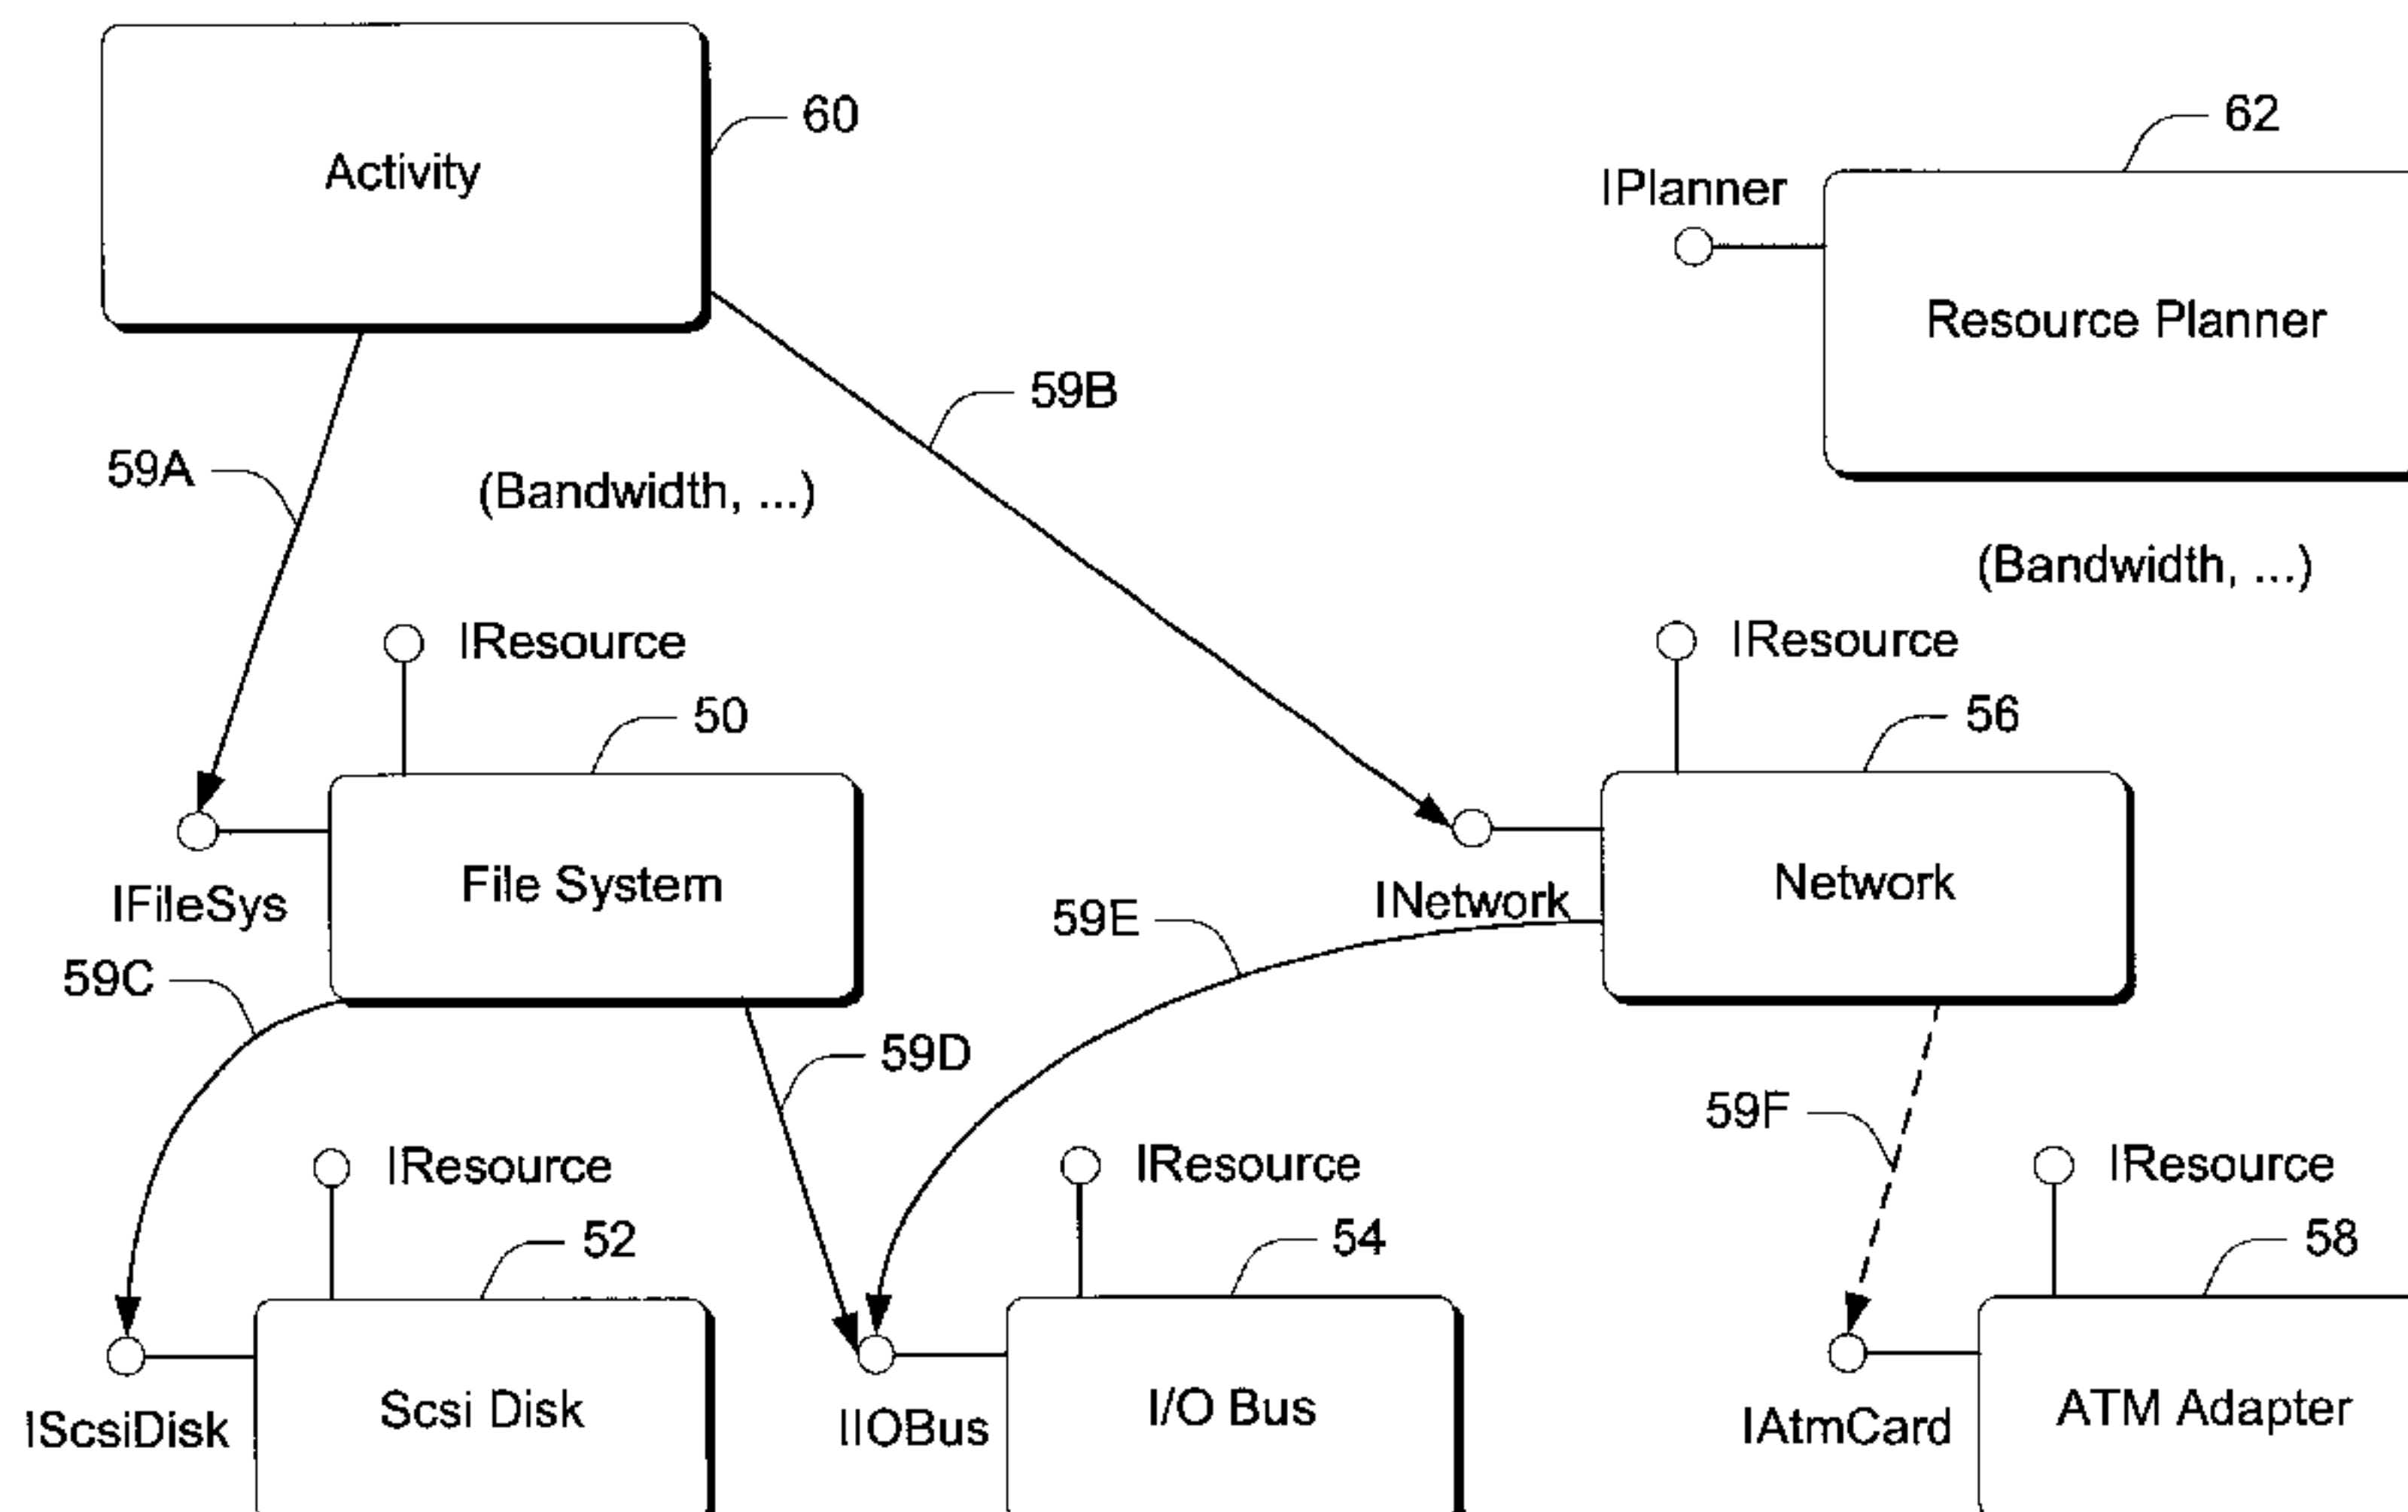 60
62
Activity
IPlanner
Resource Planner
59B
59A
(Bandwidth, ...)
(Bandwidth, ...)
IResource
IResource
50
56
File System
Network
IFileSys
INetwork
59E
59C
59D
59F
IResource
IResource
IResource
52
54
58
Scsi Disk
I/O Bus
ATM Adapter
IScsiDisk
IIOBus
IAtmCard